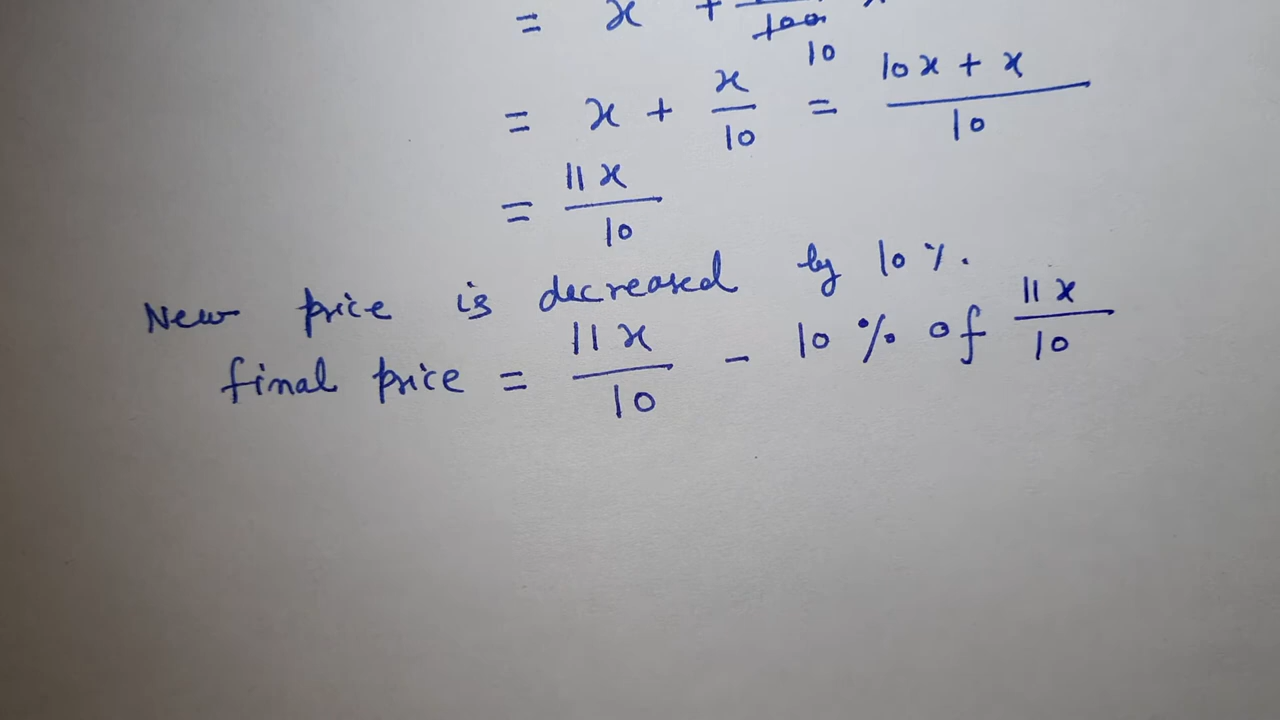 = x + 100
10
= x + x/10 = (10x + x)/10
= 11x/10
New price is decreased by 10%.
final price = 11x/10 - 10% of 11x/10